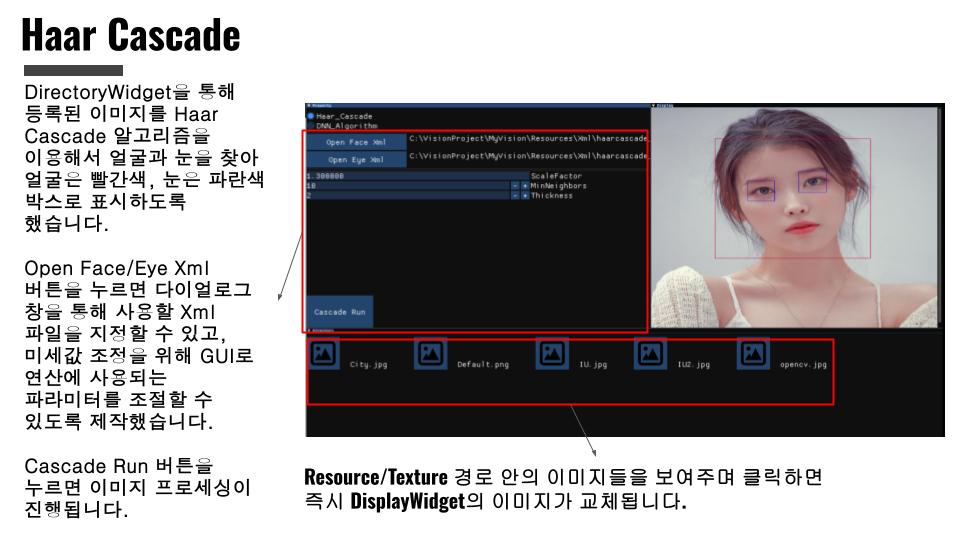 Haar Cascade
DirectoryWidget을 통해
등록된 이미지를 Haar
Cascade 알고리즘을
이용해서 얼굴과 눈을 찾아
얼굴은 빨간색, 눈은 파란색
박스로 표시하도록
했습니다.
Open Face/Eye Xml
버튼을 누르면 다이얼로그
창을 통해 사용할 Xml
파일을 지정할 수 있고,
미세값 조정을 위해 GUI로
연산에 사용되는
파라미터를 조절할 수
있도록 제작했습니다.
Cascade Run 버튼을
누르면 이미지 프로세싱이
진행됩니다.
Haar_Cascade
DNN_Algorithm
Open Face Xml C:\VisionProject\MyVision\Resources\Xml\haarcascade
Open Eye Xml C:\VisionProject\MyVision\Resources\Xml\haarcascade
1.300000 ScaleFactor
10 - + MinNeighbors
2 - + Thickness
Cascade Run
City.jpg Default.png IU.jpg IU2.jpg opencv.jpg
Resource/Texture 경로 안의 이미지들을 보여주며 클릭하면
즉시 DisplayWidget의 이미지가 교체됩니다.